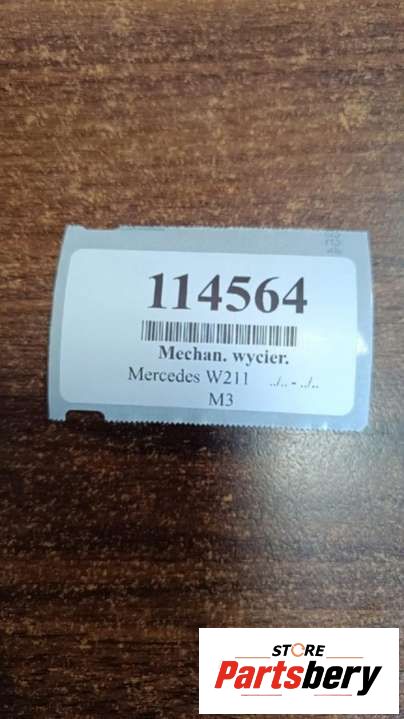 114564
Mechan. wycier.
Mercedes W211 ../.. - ../..
M3
STORE
Partsbery